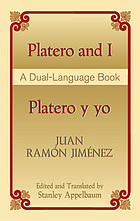 Platero and I
A Dual-Language Book
Platero y yo
JUAN
RAMÓN JIMÉNEZ
Edited and Translated by
Stanley Appelbaum